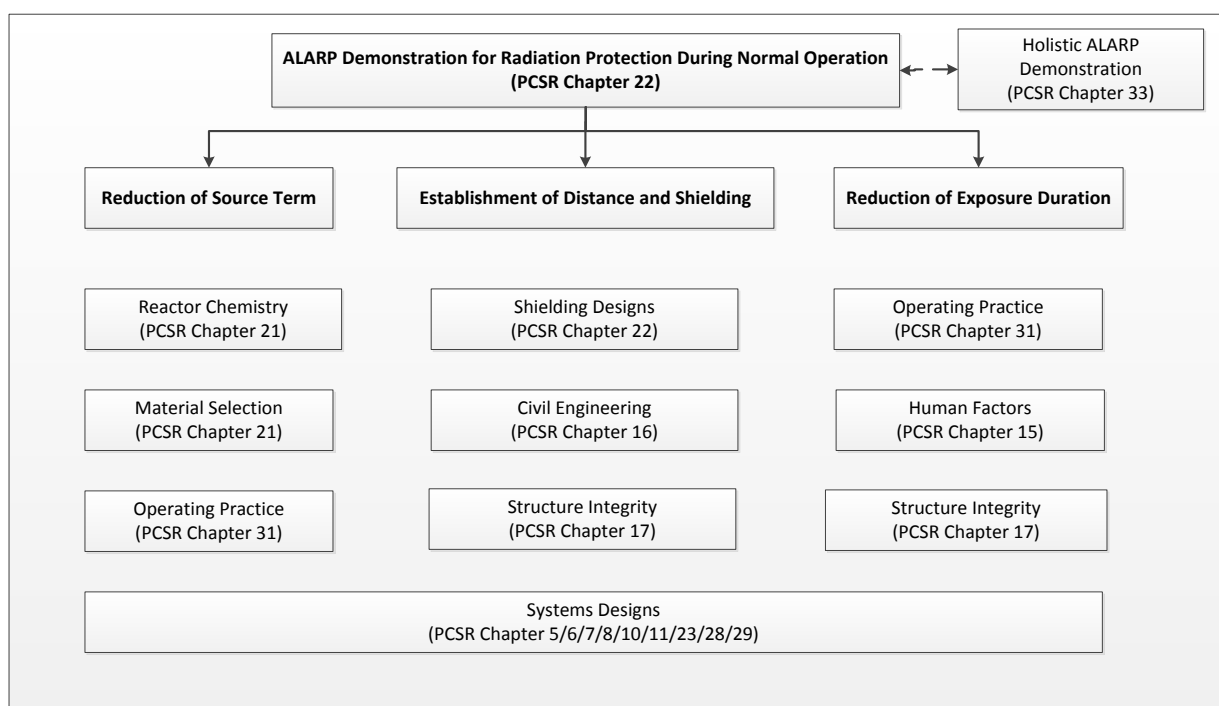 ALARP Demonstration for Radiation Protection During Normal Operation
(PCSR Chapter 22)
Holistic ALARP
Demonstration
(PCSR Chapter 33)
Reduction of Source Term
Establishment of Distance and Shielding
Reduction of Exposure Duration
Reactor Chemistry
(PCSR Chapter 21)
Shielding Designs
(PCSR Chapter 22)
Operating Practice
(PCSR Chapter 31)
Material Selection
(PCSR Chapter 21)
Civil Engineering
(PCSR Chapter 16)
Human Factors
(PCSR Chapter 15)
Operating Practice
(PCSR Chapter 31)
Structure Integrity
(PCSR Chapter 17)
Structure Integrity
(PCSR Chapter 17)
Systems Designs
(PCSR Chapter 5/6/7/8/10/11/23/28/29)